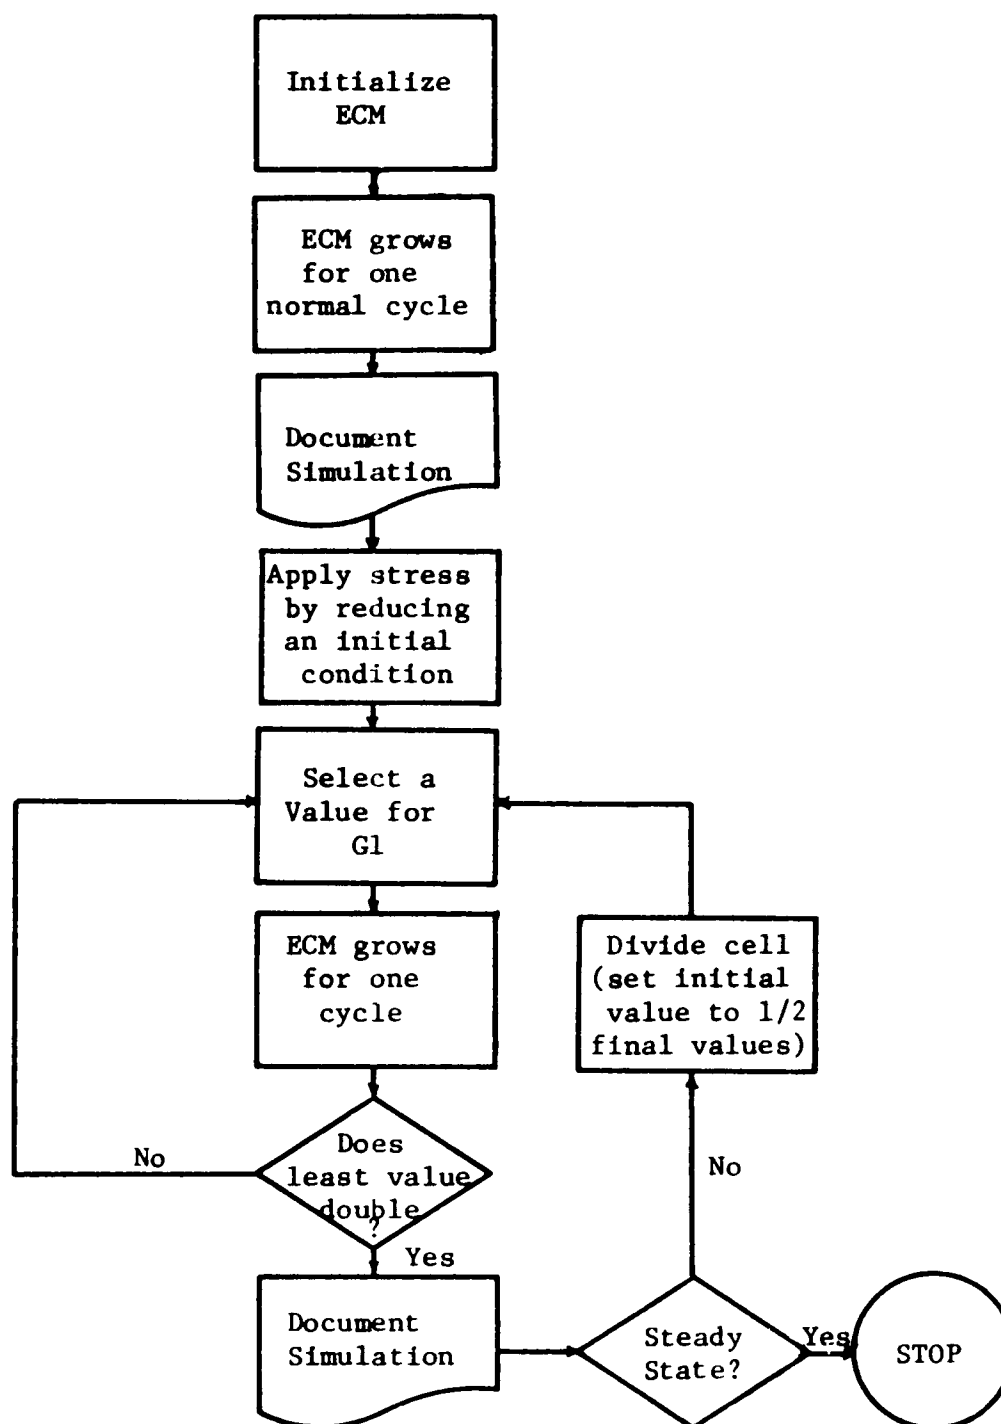 Initialize
ECM
ECM grows
for one
normal cycle
Document
Simulation
Apply stress
by reducing
an initial
condition
Select a
Value for
G1
ECM grows
for one
cycle
Divide cell
(set initial
value to 1/2
final values)
Does
least value
double
?
No
No
Yes
Document
Simulation
Steady
State?
Yes
STOP